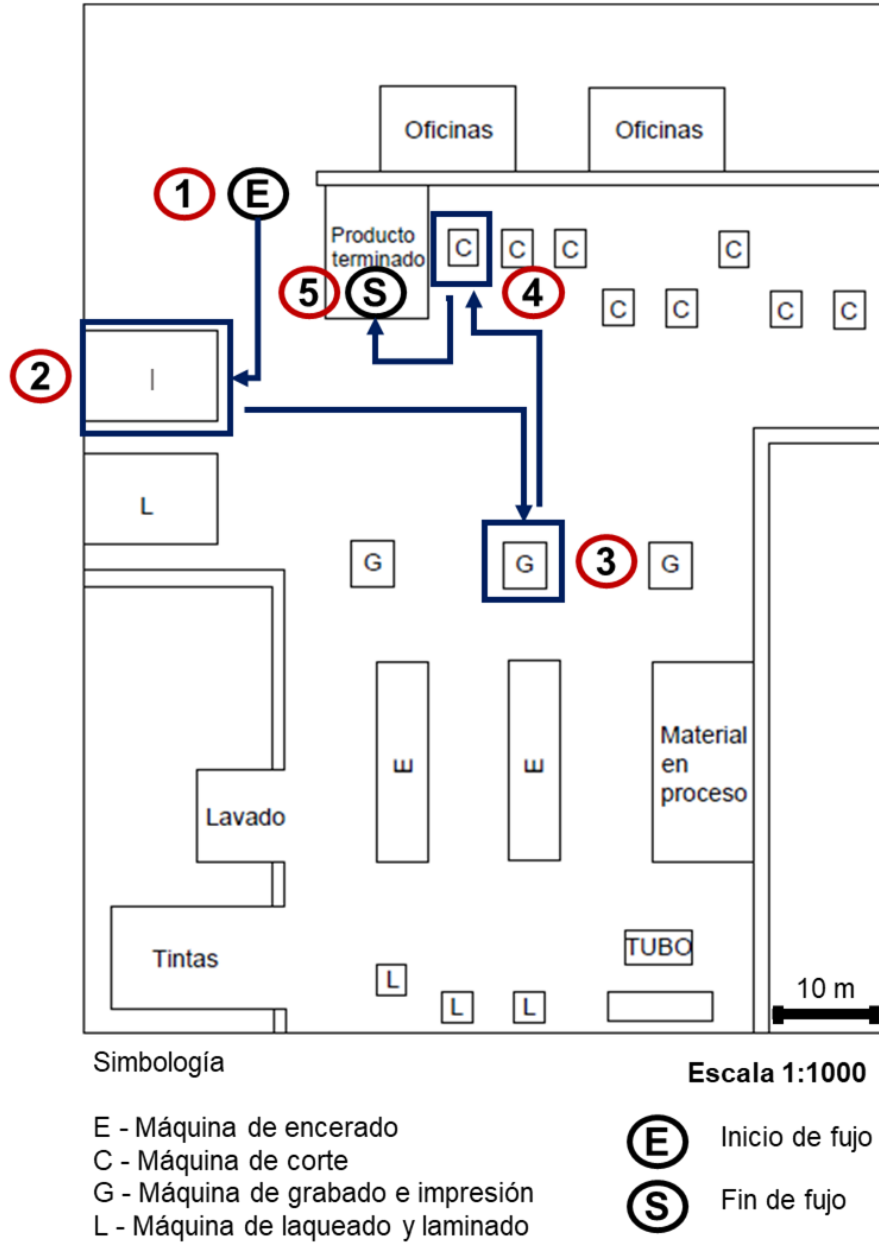 Oficinas
Oficinas
1
E
Producto
terminado
C
C
C
C
5
S
4
C
C
C
C
2
I
L
G
G
3
G
E
E
Material
en
proceso
Lavado
Tintas
TUBO
L
L
L
10 m
Simbología
Escala 1:1000
E - Máquina de encerado
C - Máquina de corte
G - Máquina de grabado e impresión
L - Máquina de laqueado y laminado
E
Inicio de fujo
S
Fin de fujo